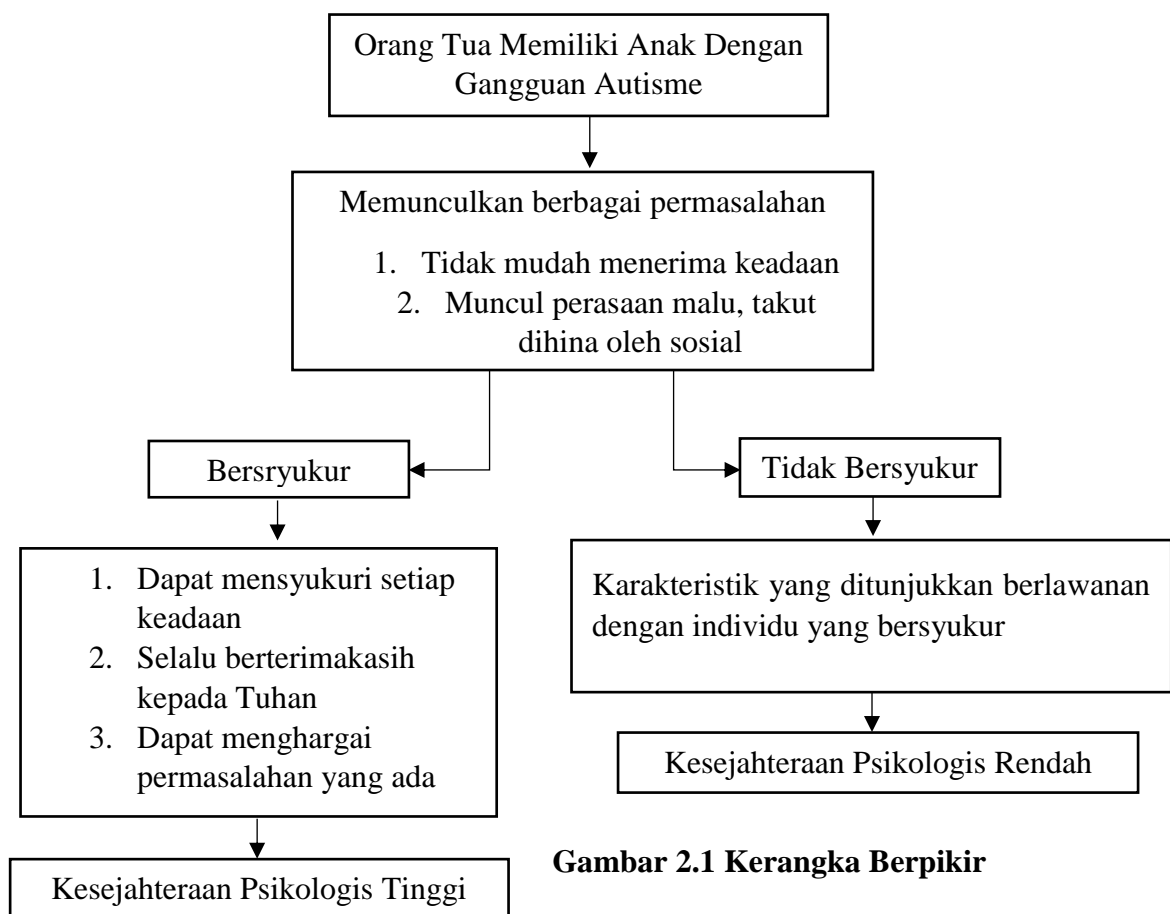 Orang Tua Memiliki Anak Dengan
Gangguan Autisme
Memunculkan berbagai permasalahan
1. Tidak mudah menerima keadaan
2. Muncul perasaan malu, takut
dihina oleh sosial
Bersryukur
Tidak Bersyukur
1. Dapat mensyukuri setiap
keadaan
2. Selalu berterimakasih
kepada Tuhan
3. Dapat menghargai
permasalahan yang ada
Karakteristik yang ditunjukkan berlawanan
dengan individu yang bersyukur
Kesejahteraan Psikologis Rendah
Kesejahteraan Psikologis Tinggi
Gambar 2.1 Kerangka Berpikir